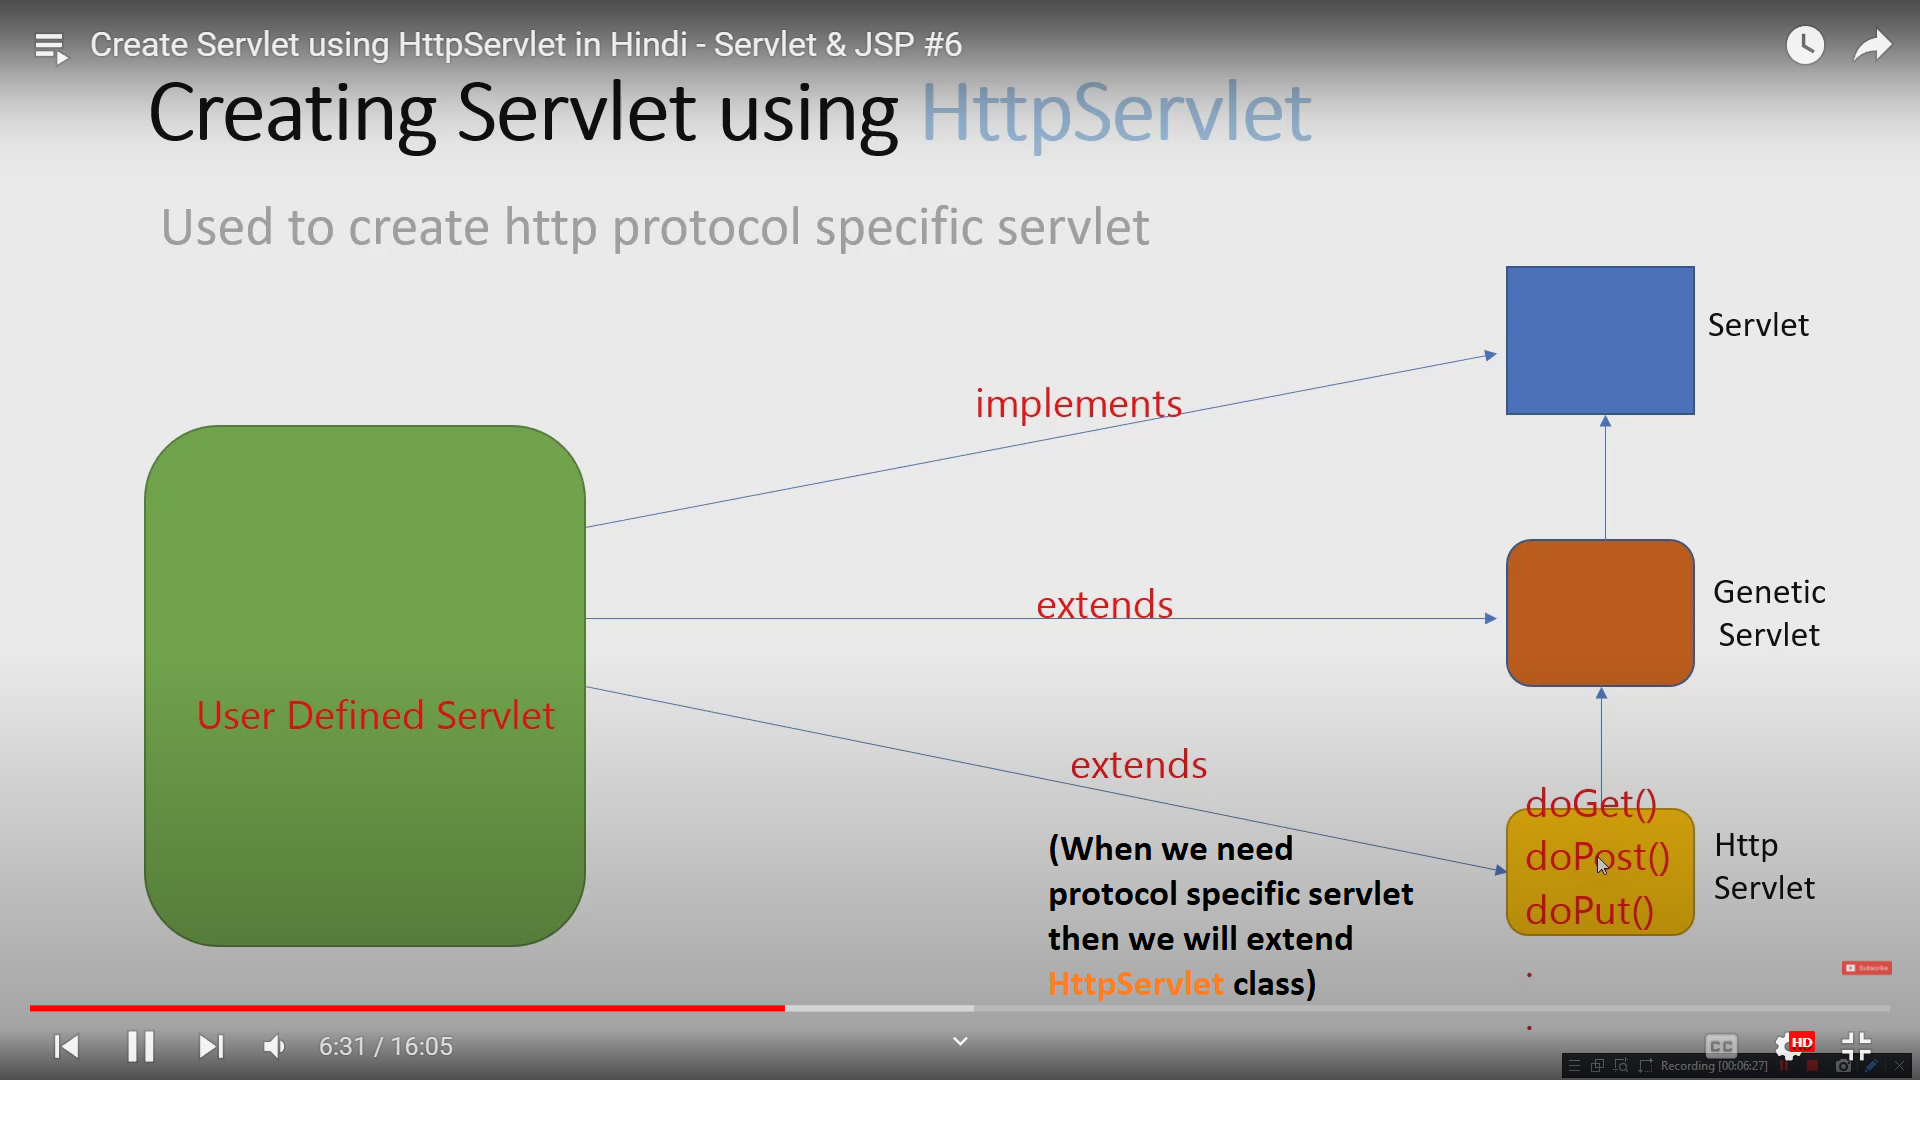 Create Servlet using HttpServlet in Hindi - Servlet & JSP #6
Creating Servlet using HttpServlet
Used to create http protocol specific servlet
Servlet
implements
extends
Genetic
Servlet
User Defined Servlet
extends
doGet()
doPost()
doPut()
.
.
Http
Servlet
(When we need
protocol specific servlet
then we will extend
HttpServlet class)
Subscribe
6:31 / 16:05
CC
HD
Recording [00:06:27]